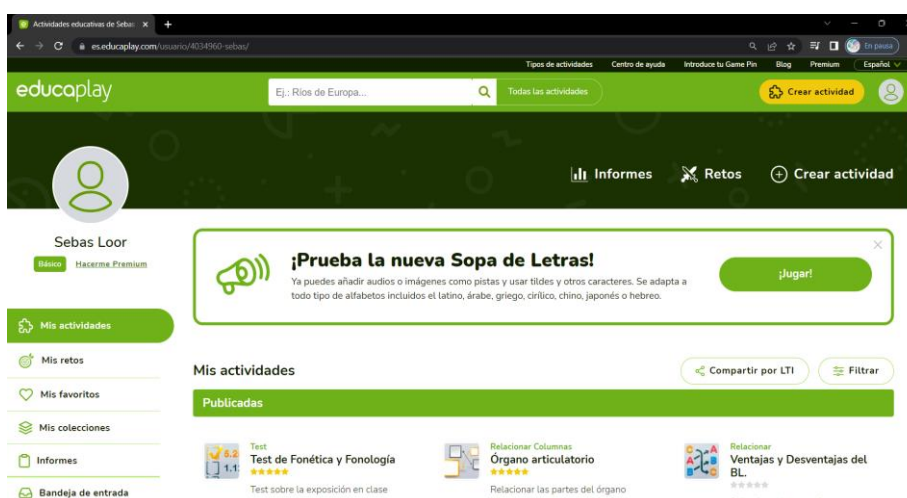 Actividades educativas de Sebas
es.educaplay.com/usuario/4034960-sebas/
En pausa
Tipos de actividades
Centro de ayuda
Introduce tu Game Pin
Blog
Premium
Español
educaplay
Ej.: Ríos de Europa...
Todas las actividades
Crear actividad
Informes
Retos
Crear actividad
Sebas Loor
Básico
Hacerme Premium
¡Prueba la nueva Sopa de Letras!
Ya puedes añadir audios o imágenes como pistas y usar tildes y otros caracteres. Se adapta a
todo tipo de alfabetos incluidos el latino, árabe, griego, cirílico, chino, japonés o hebreo.
¡Jugar!
Mis actividades
Mis retos
Mis favoritos
Mis colecciones
Informes
Bandeja de entrada
Mis actividades
Compartir por LTI
Filtrar
Publicadas
Test
Test de Fonética y Fonología
Test sobre la exposición en clase
Relacionar Columnas
Órgano articulatorio
Relacionar las partes del órgano
Relacionar
Ventajas y Desventajas del
BL.